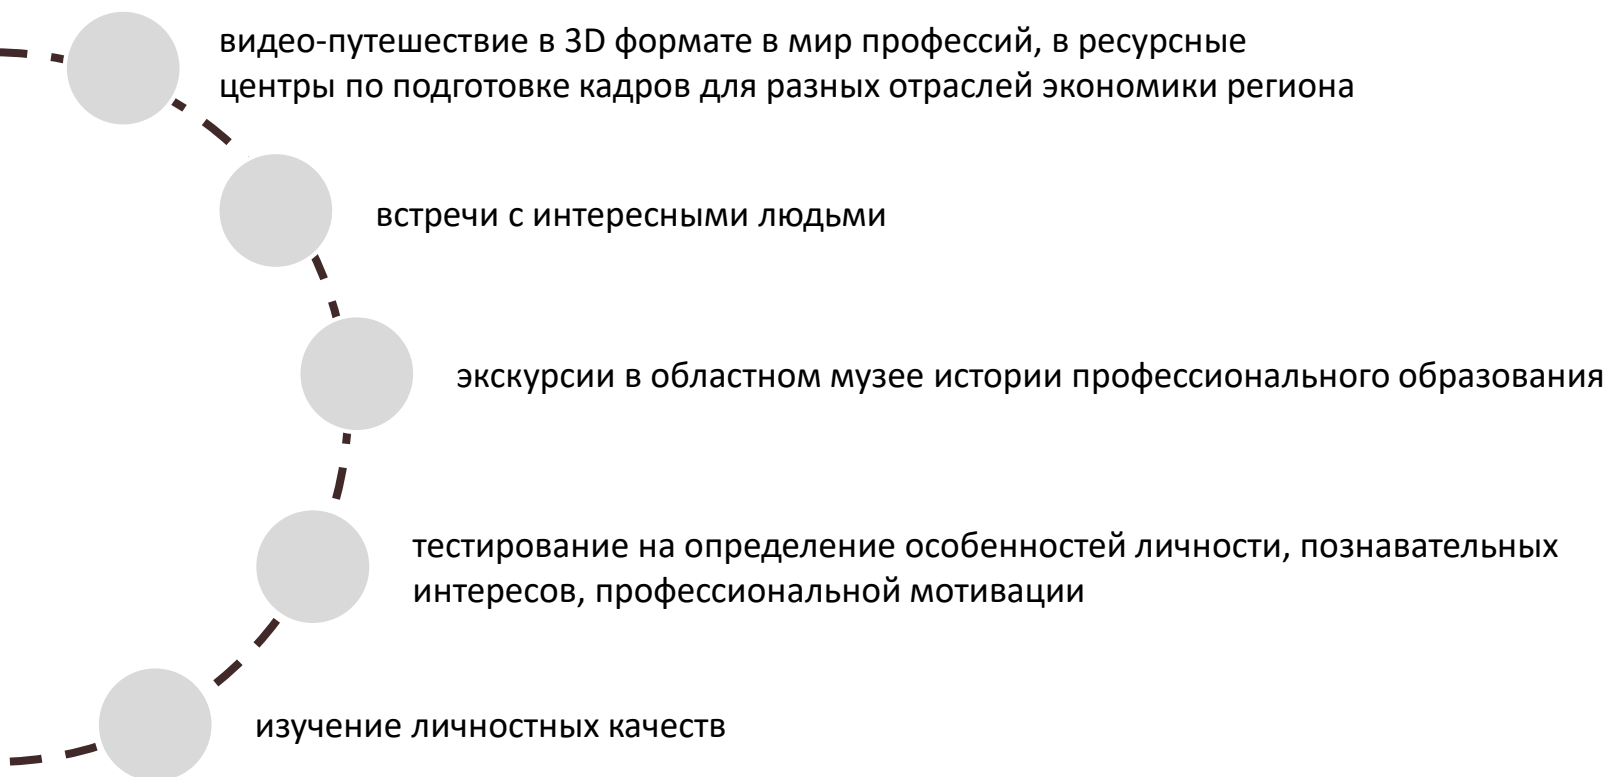 видео-путешествие в 3D формате в мир профессий, в ресурсные
центры по подготовке кадров для разных отраслей экономики региона
встречи с интересными людьми
экскурсии в областном музее истории профессионального образования
тестирование на определение особенностей личности, познавательных
интересов, профессиональной мотивации
изучение личностных качеств